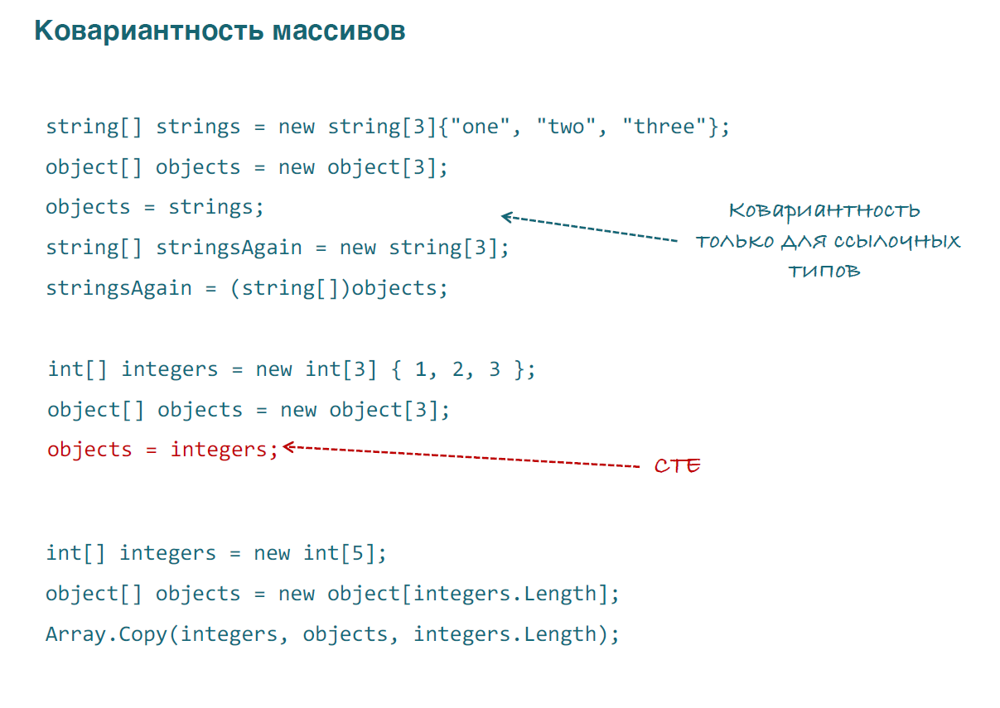 Ковариантность массивов
string[] strings = new string[3]{"one", "two", "three"};
object[] objects = new object[3];
objects = strings;
string[] stringsAgain = new string[3];
stringsAgain = (string[])objects;
Ковариантность
только для ссылочных
типов
int[] integers = new int[3] { 1, 2, 3 };
object[] objects = new object[3];
objects = integers;
CTE
int[] integers = new int[5];
object[] objects = new object[integers.Length];
Array.Copy(integers, objects, integers.Length);